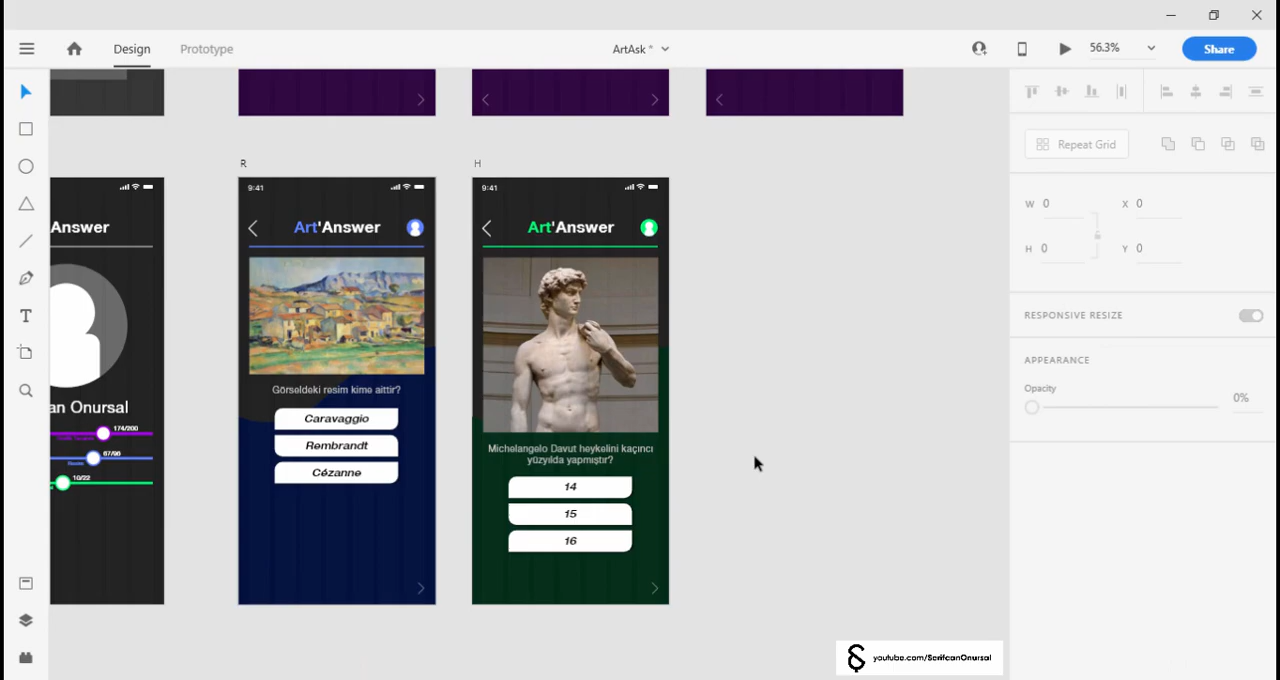 Design
Prototype
ArtAsk *
56.3%
Share
Repeat Grid
W 0
X 0
H 0
Y 0
RESPONSIVE RESIZE
APPEARANCE
Opacity
0%
Answer
an Onursal
174/200
67/86
10/22
R
9:41
Art'Answer
Görseldeki resim kime aittir?
Caravaggio
Rembrandt
Cézanne
H
9:41
Art'Answer
Michelangelo Davut heykelini kaçıncı
yüzyılda yapmıştır?
14
15
16
youtube.com/SerifcanOnursal